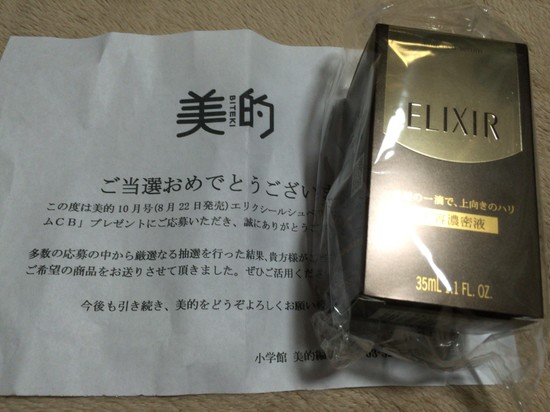 美的
BITEKI
ご当選おめでとうござい
この度は美的10月号(8月22日発売)エリクシールシュペ
ムCB」プレゼントにご応募いただき、誠にありがとうご
多数の応募の中から厳選なる抽選を行った結果、貴方様が
ご希望の商品をお送りさせて頂きました。ぜひご活用くださ
今後も引き続き、美的をどうぞよろしくお願いいた
小学館 美的編
ELIXIR
の一滴で、上向きのハリ
濃密液
35mL 1.1 FL. OZ.